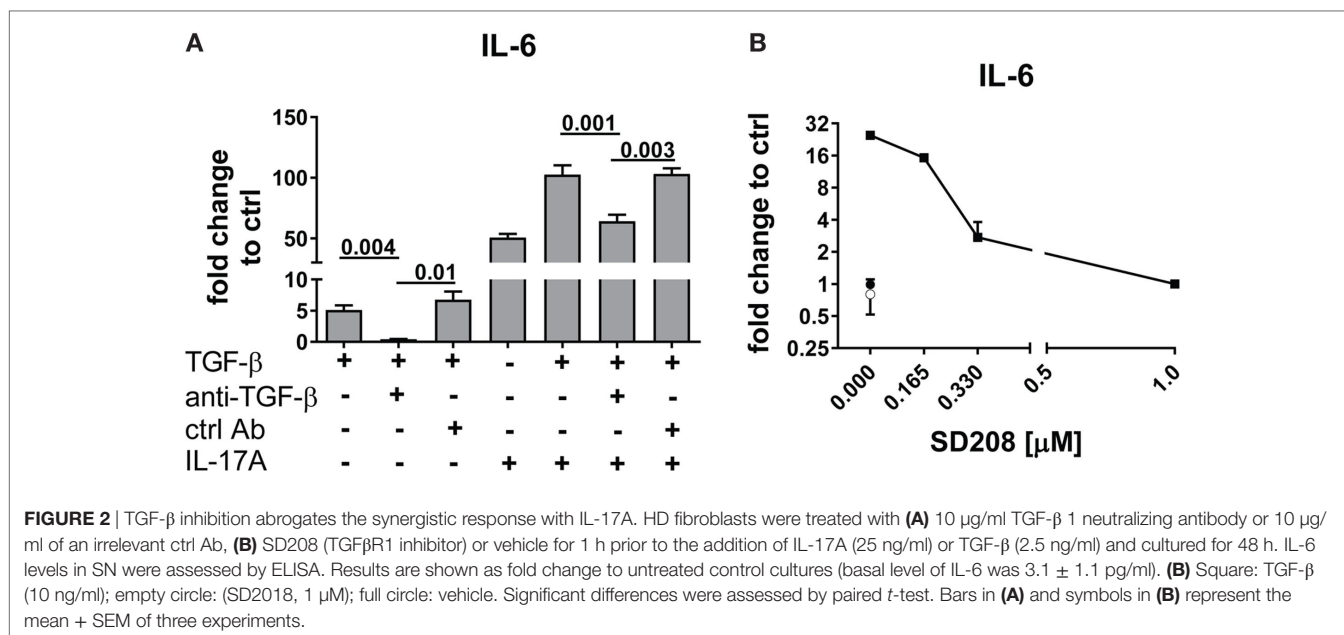 A
IL-6
fold change
to ctrl
150
100
50
10
5
0
0.004
0.01
0.001
0.003
TGF-β + + + - + + +
anti-TGF-β - + - - - + -
ctrl Ab - - + - - - +
IL-17A - - - + + + +
B
IL-6
fold change to ctrl
32
16
8
4
2
1
0.5
0.25
0.000 0.165 0.330 0.5 1.0
SD208 [μM]
FIGURE 2 | TGF-β inhibition abrogates the synergistic response with IL-17A. HD fibroblasts were treated with (A) 10 μg/ml TGF-β 1 neutralizing antibody or 10 μg/
ml of an irrelevant ctrl Ab, (B) SD208 (TGFβR1 inhibitor) or vehicle for 1 h prior to the addition of IL-17A (25 ng/ml) or TGF-β (2.5 ng/ml) and cultured for 48 h. IL-6
levels in SN were assessed by ELISA. Results are shown as fold change to untreated control cultures (basal level of IL-6 was 3.1 ± 1.1 pg/ml). (B) Square: TGF-β
(10 ng/ml); empty circle: (SD2018, 1 μM); full circle: vehicle. Significant differences were assessed by paired t-test. Bars in (A) and symbols in (B) represent the
mean + SEM of three experiments.